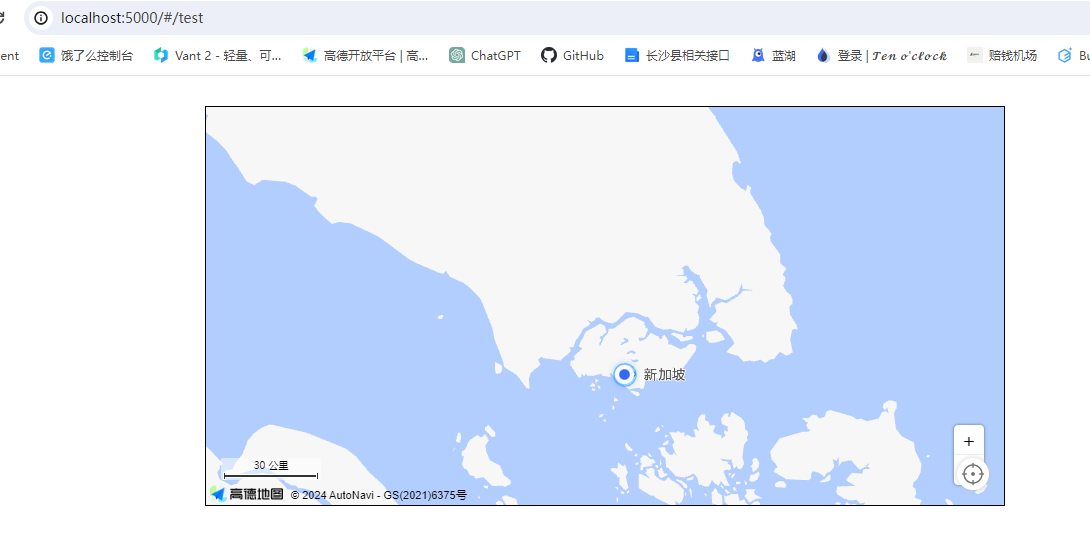 localhost:5000/#/test
ent 饿了么控制台 Vant 2 - 轻量、可... 高德开放平台 | 高... ChatGPT GitHub 长沙县相关接口 蓝湖 登录 | 𝓣𝓮𝓷 𝓸'𝓬𝓵𝓸𝓬𝓴 赔钱机场 Bu
新加坡
+
30 公里
高德地图 © 2024 AutoNavi - GS(2021)6375号